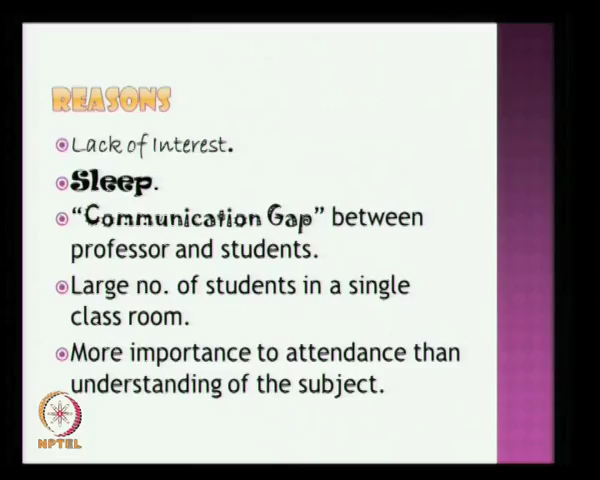 REASONS
Lack of Interest.
Sleep.
"Communication Gap" between
professor and students.
Large no. of students in a single
class room.
More importance to attendance than
understanding of the subject.
NPTEL